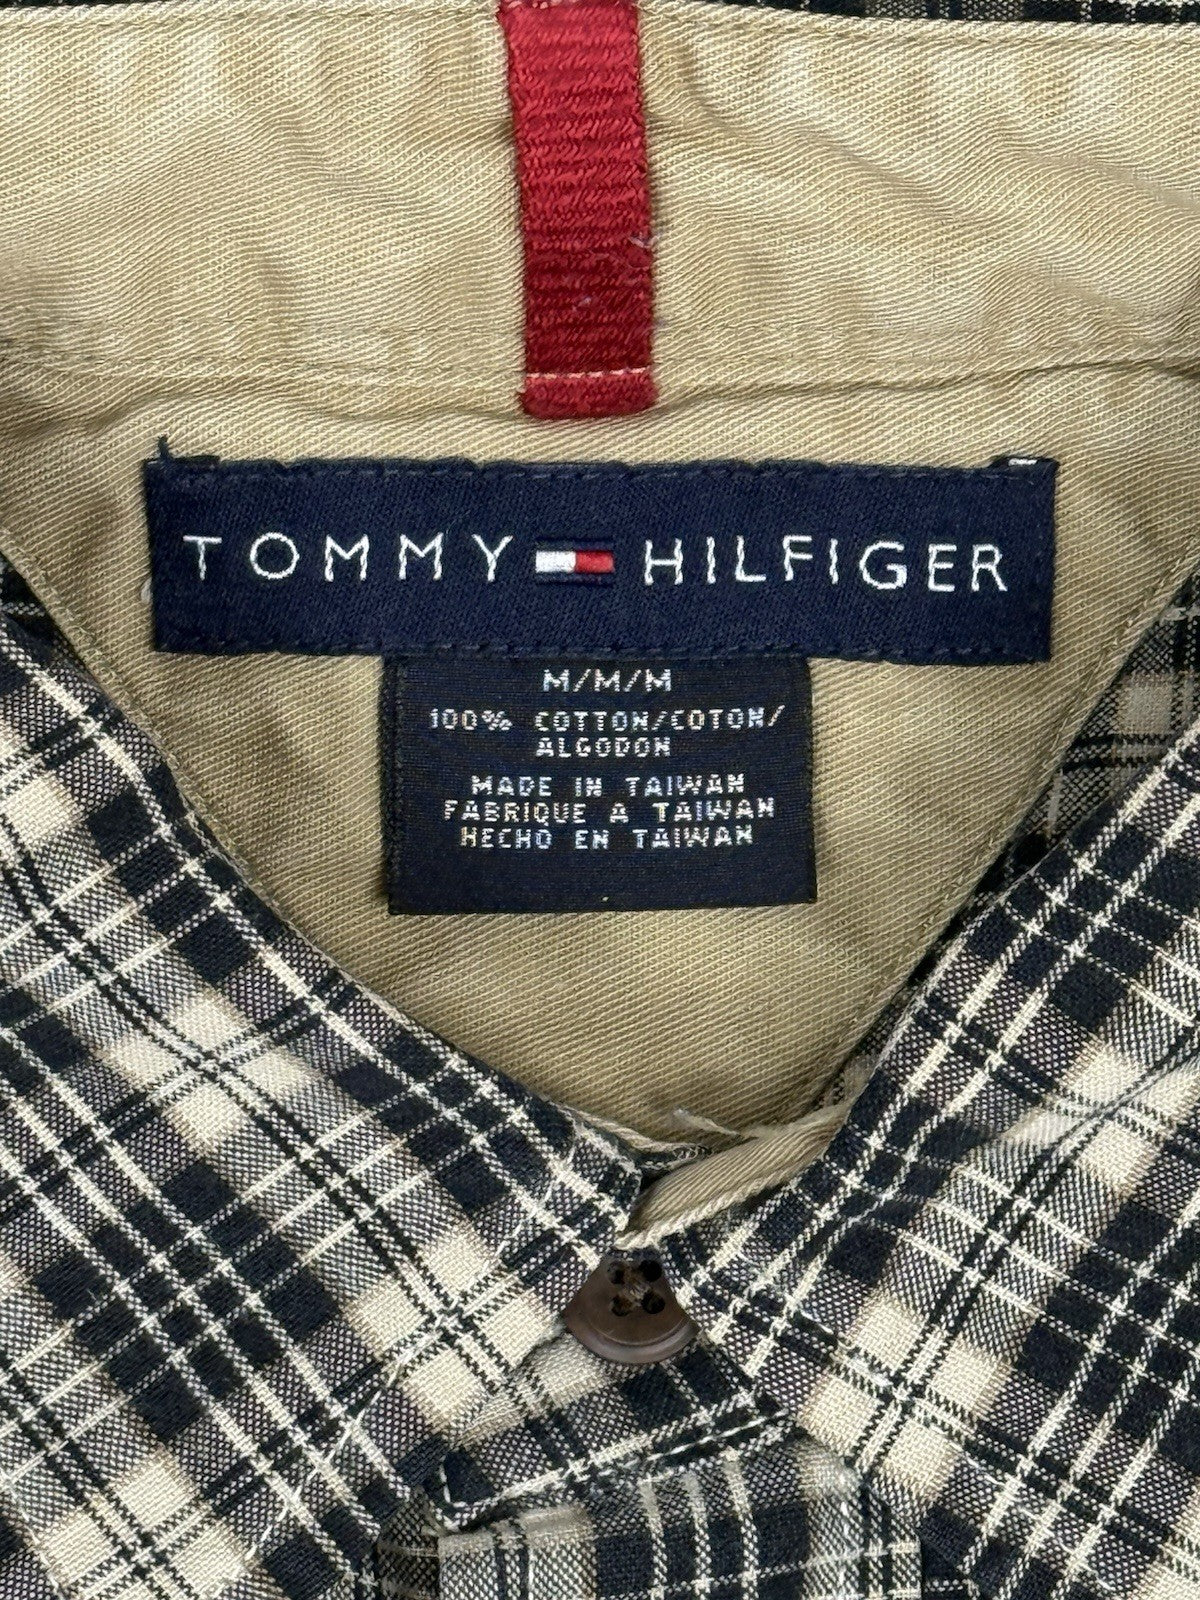 TOMMY HILFIGER
M/M/M
100% COTTON/COTON/
ALGODON
MADE IN TAIWAN
FABRIQUE A TAIWAN
HECHO EN TAIWAN